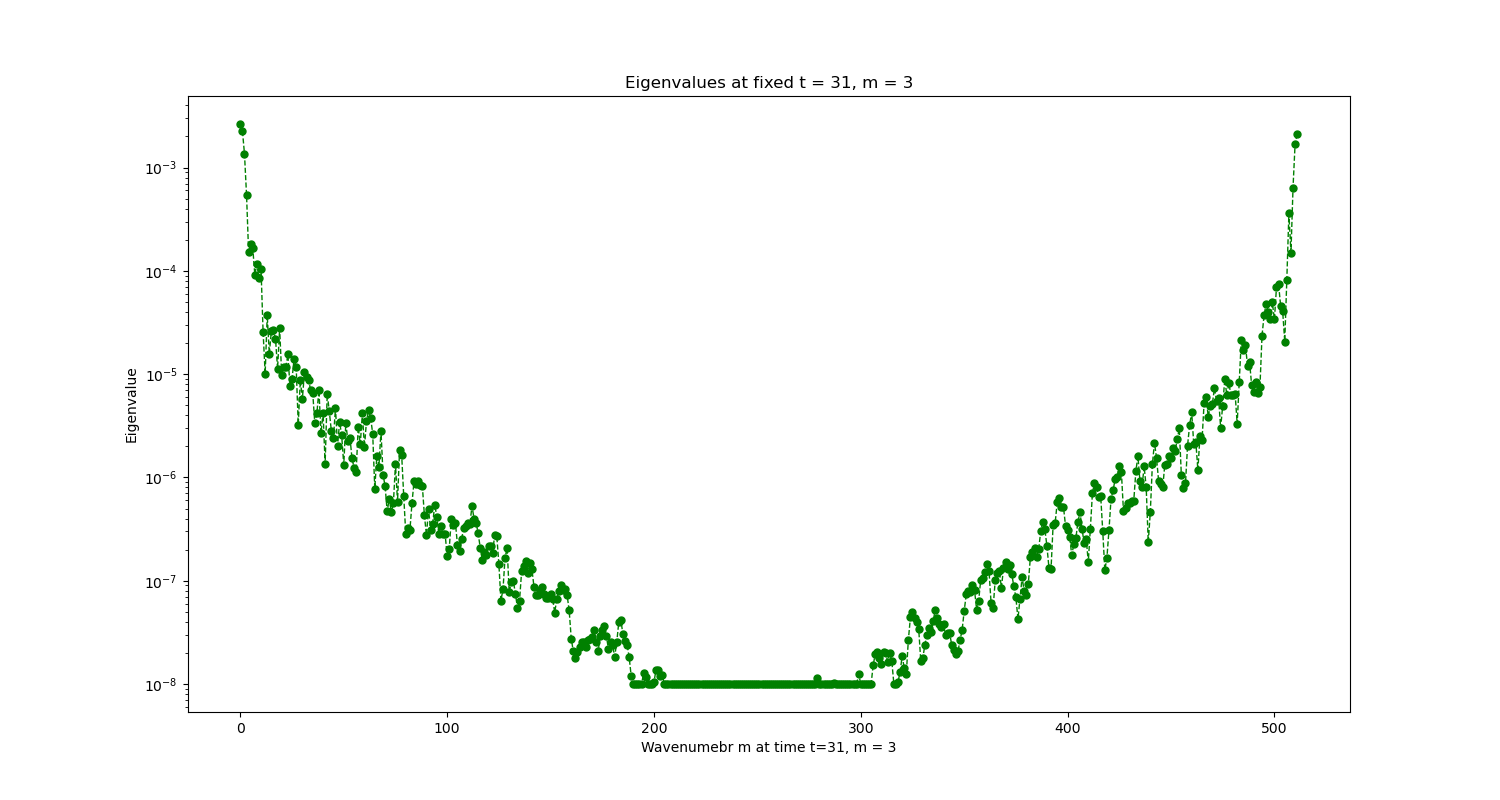 Eigenvalues at fixed t = 31, m = 3
Eigenvalue
10⁻³
10⁻⁴
10⁻⁵
10⁻⁶
10⁻⁷
10⁻⁸
0 100 200 300 400 500
Wavenumebr m at time t=31, m = 3